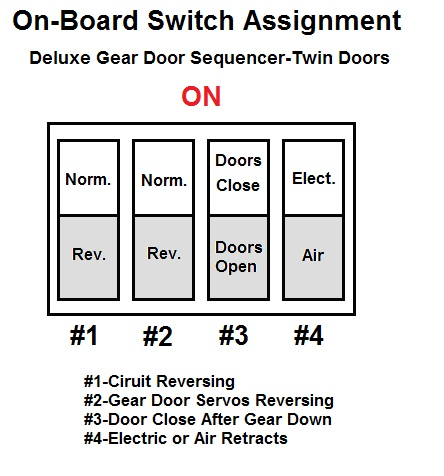 On-Board Switch Assignment
Deluxe Gear Door Sequencer-Twin Doors
ON
Norm. Norm. Doors Close Elect.
Rev. Rev. Doors Open Air
#1 #2 #3 #4
#1-Ciruit Reversing
#2-Gear Door Servos Reversing
#3-Door Close After Gear Down
#4-Electric or Air Retracts